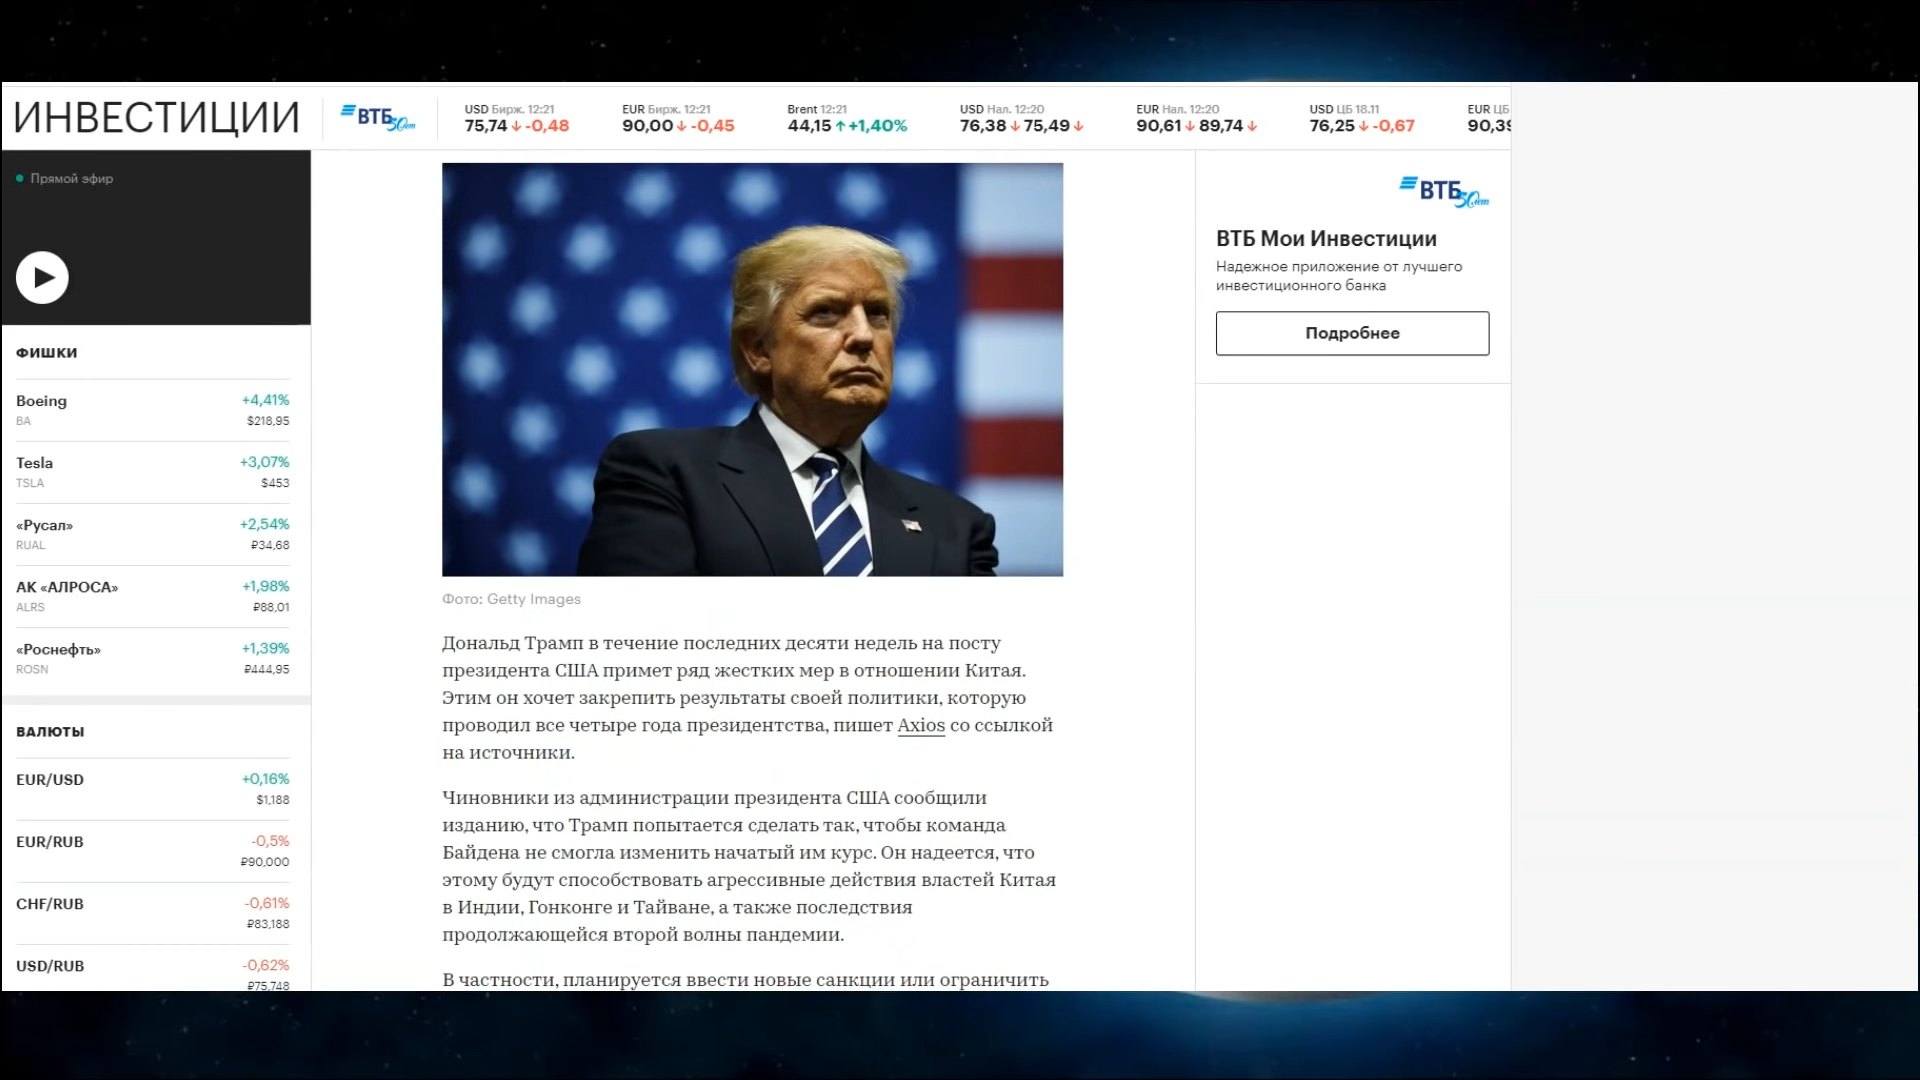 ИНВЕСТИЦИИ
ВТБ 30 лет
USD Бирж. 12:21
75,74 ↓ -0,48
EUR Бирж. 12:21
90,00 ↓ -0,45
Brent 12:21
44,15 ↑ +1,40%
USD Нал. 12:20
76,38 ↓ 75,49 ↓
EUR Нал. 12:20
90,61 ↓ 89,74 ↓
USD ЦБ 18.11
76,25 ↓ -0,67
EUR ЦБ
90,39
Прямой эфир
ФИШКИ
Boeing +4,41%
BA $218,95
Tesla +3,07%
TSLA $453
«Русал» +2,54%
RUAL ₽34,68
АК «АЛРОСА» +1,98%
ALRS ₽88,01
«Роснефть» +1,39%
ROSN ₽444,95
ВАЛЮТЫ
EUR/USD +0,16%
$1,188
EUR/RUB -0,5%
₽90,000
CHF/RUB -0,61%
₽83,188
USD/RUB -0,62%
₽75,748
Фото: Getty Images
Дональд Трамп в течение последних десяти недель на посту
президента США примет ряд жестких мер в отношении Китая.
Этим он хочет закрепить результаты своей политики, которую
проводил все четыре года президентства, пишет Axios со ссылкой
на источники.
Чиновники из администрации президента США сообщили
изданию, что Трамп попытается сделать так, чтобы команда
Байдена не смогла изменить начатый им курс. Он надеется, что
этому будут способствовать агрессивные действия властей Китая
в Индии, Гонконге и Тайване, а также последствия
продолжающейся второй волны пандемии.
В частности, планируется ввести новые санкции или ограничить
ВТБ 30 лет
ВТБ Мои Инвестиции
Надежное приложение от лучшего
инвестиционного банка
Подробнее